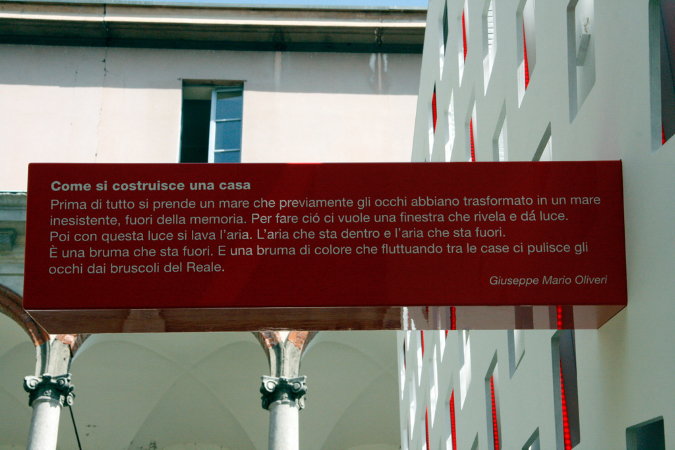 Come si costruisce una casa
Prima di tutto si prende un mare che previamente gli occhi abbiano trasformato in un mare
inesistente, fuori della memoria. Per fare ció ci vuole una finestra che rivela e dá luce.
Poi con questa luce si lava l'aria. L'aria che sta dentro e l'aria che sta fuori.
È una bruma che sta fuori. E una bruma di colore che fluttuando tra le case ci pulisce gli
occhi dai bruscoli del Reale.
Giuseppe Mario Oliveri